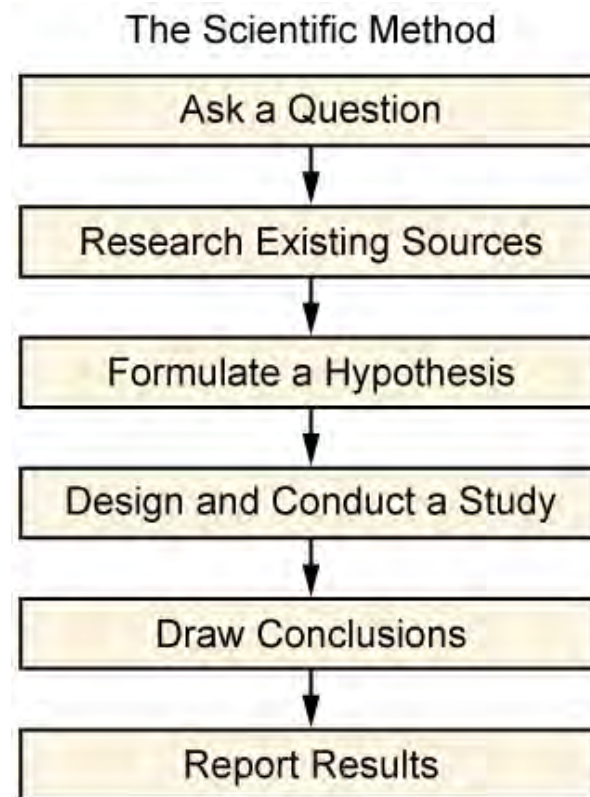 The Scientific Method
Ask a Question
Research Existing Sources
Formulate a Hypothesis
Design and Conduct a Study
Draw Conclusions
Report Results